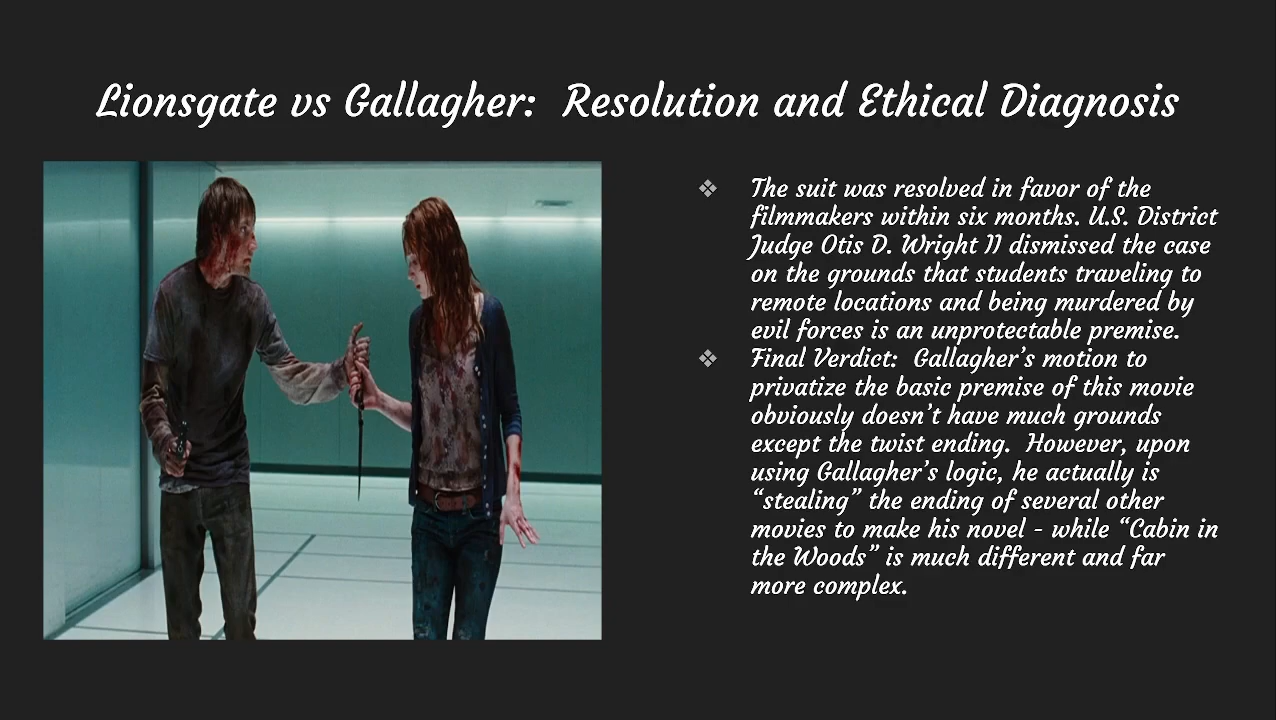 Lionsgate vs Gallagher:  Resolution and Ethical Diagnosis
The suit was resolved in favor of the
filmmakers within six months. U.S. District
Judge Otis D. Wright II dismissed the case
on the grounds that students traveling to
remote locations and being murdered by
evil forces is an unprotectable premise.
Final Verdict:  Gallagher’s motion to
privatize the basic premise of this movie
obviously doesn’t have much grounds
except the twist ending.  However, upon
using Gallagher’s logic, he actually is
“stealing” the ending of several other
movies to make his novel - while “Cabin in
the Woods” is much different and far
more complex.